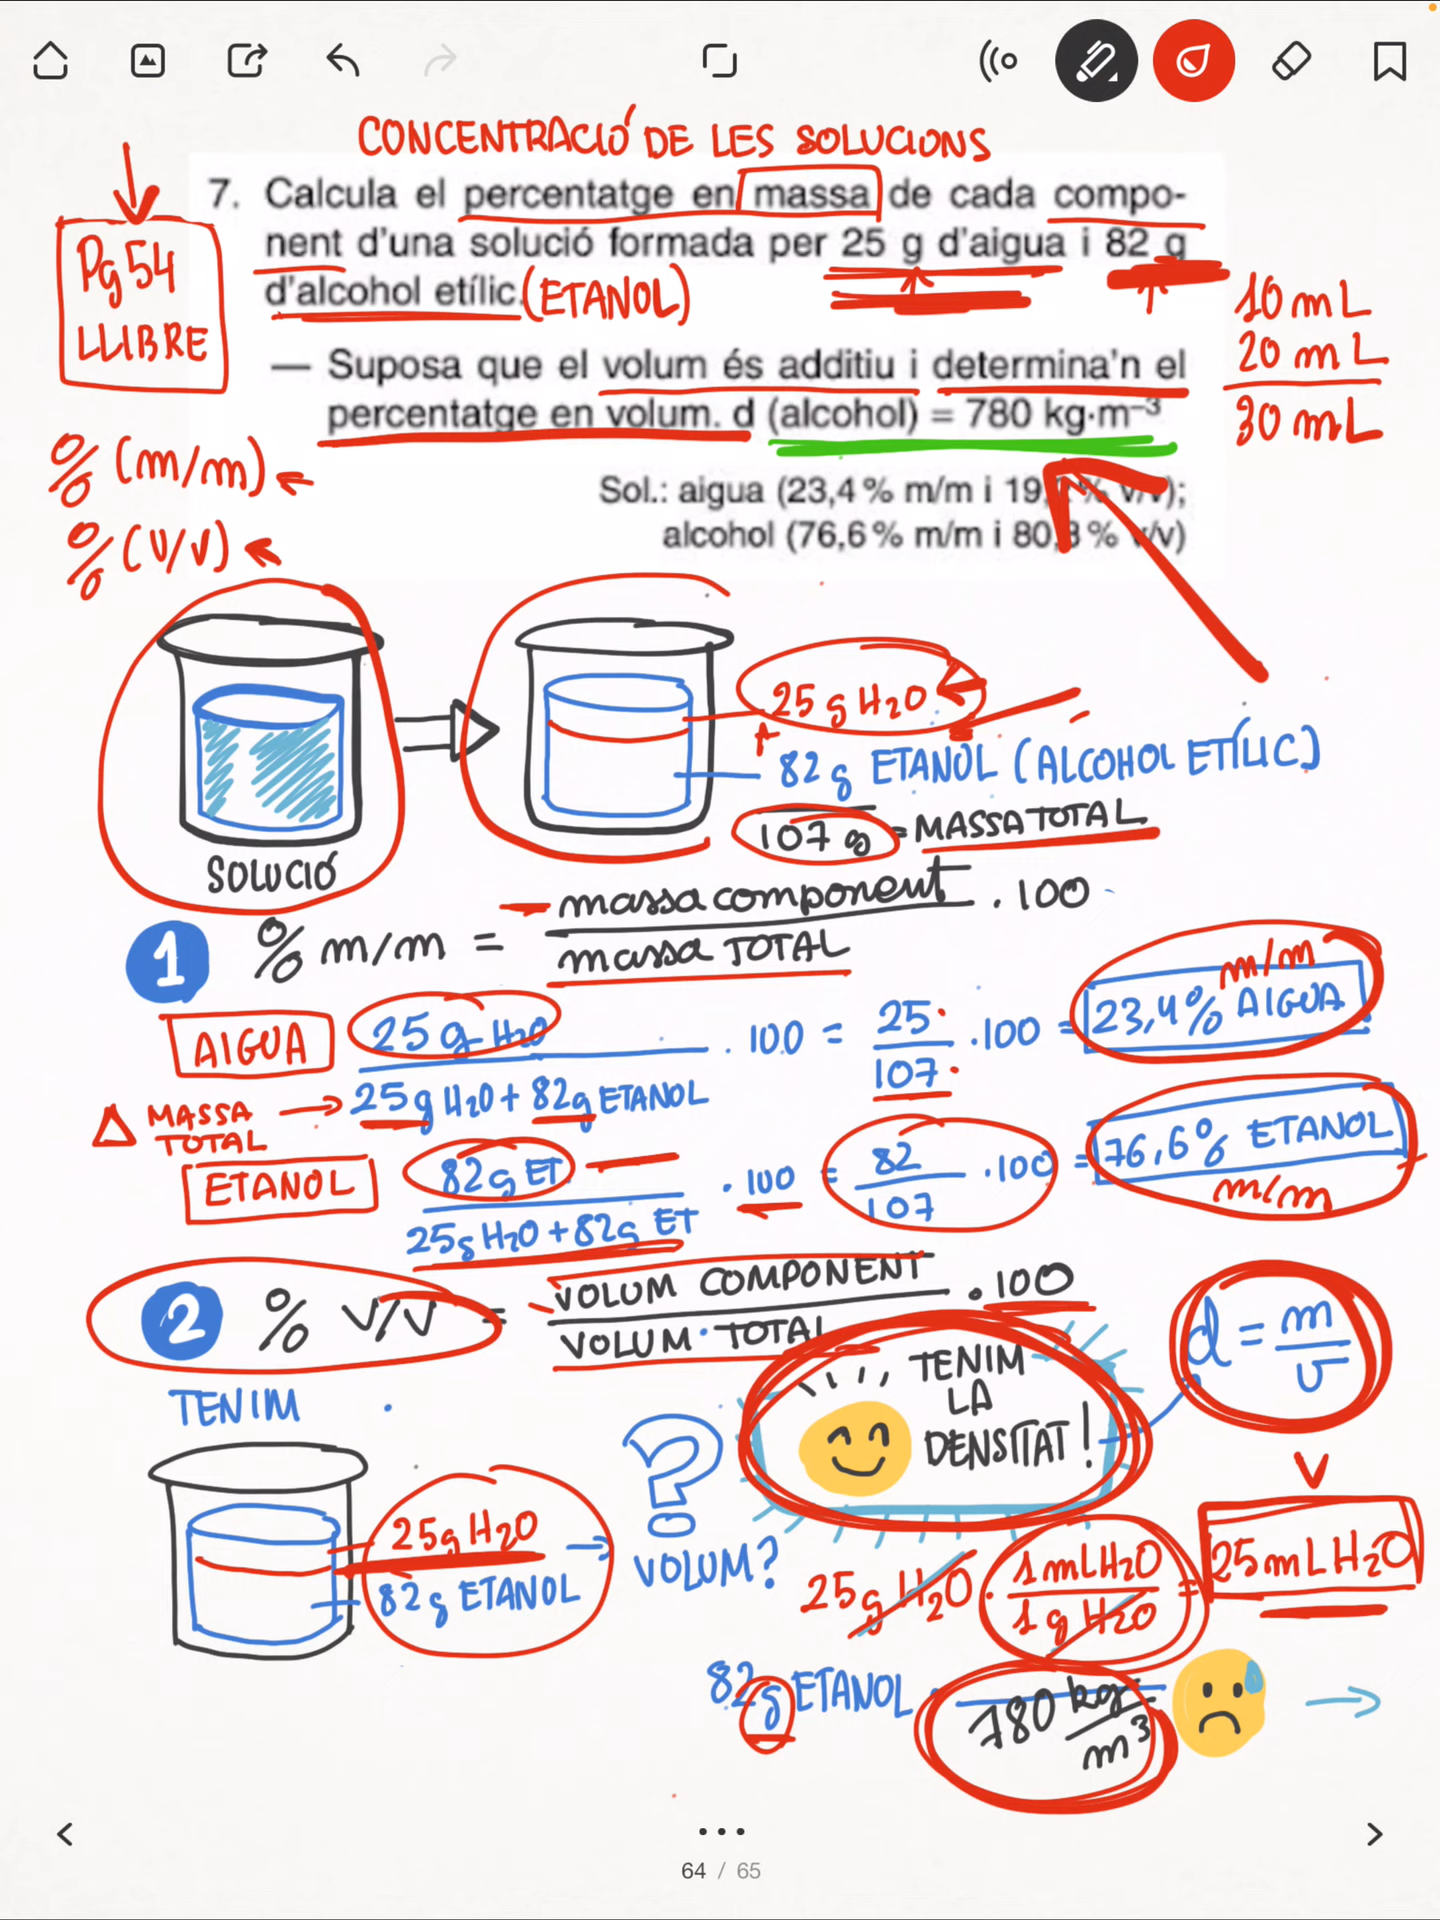 CONCENTRACIÓ DE LES SOLUCIONS
Pg 54
LLIBRE
7. Calcula el percentatge en massa de cada compo-
nent d'una solució formada per 25 g d'aigua i 82 g
d'alcohol etílic. (ETANOL)
— Suposa que el volum és additiu i determina'n el
percentatge en volum. d (alcohol) = 780 kg·m⁻³
10 mL
20 mL
30 mL
% (m/m)
% (V/V)
Sol.: aigua (23,4 % m/m i 19, % v/v);
alcohol (76,6 % m/m i 80, % v/v)
25 g H2O
82 g ETANOL (ALCOHOL ETÍLIC)
107 g = MASSA TOTAL
SOLUCIÓ
1 % m/m = massa component / massa TOTAL . 100
AIGUA 25 g H2O / 25 g H2O + 82 g ETANOL . 100 = 25 / 107 . 100 = 23,4% AIGUA m/m
MASSA TOTAL
ETANOL 82 g ET / 25 g H2O + 82 g ET . 100 = 82 / 107 . 100 = 76,6% ETANOL m/m
2 % V/V = VOLUM COMPONENT / VOLUM TOTAL . 100
d = m / v
TENIM
LA
DENSITAT!
TENIM
25 g H2O
82 g ETANOL
?
VOLUM?
25 g H2O . 1 mL H2O / 1 g H2O = 25 mL H2O
82 g ETANOL . 780 kg / m³
64 / 65